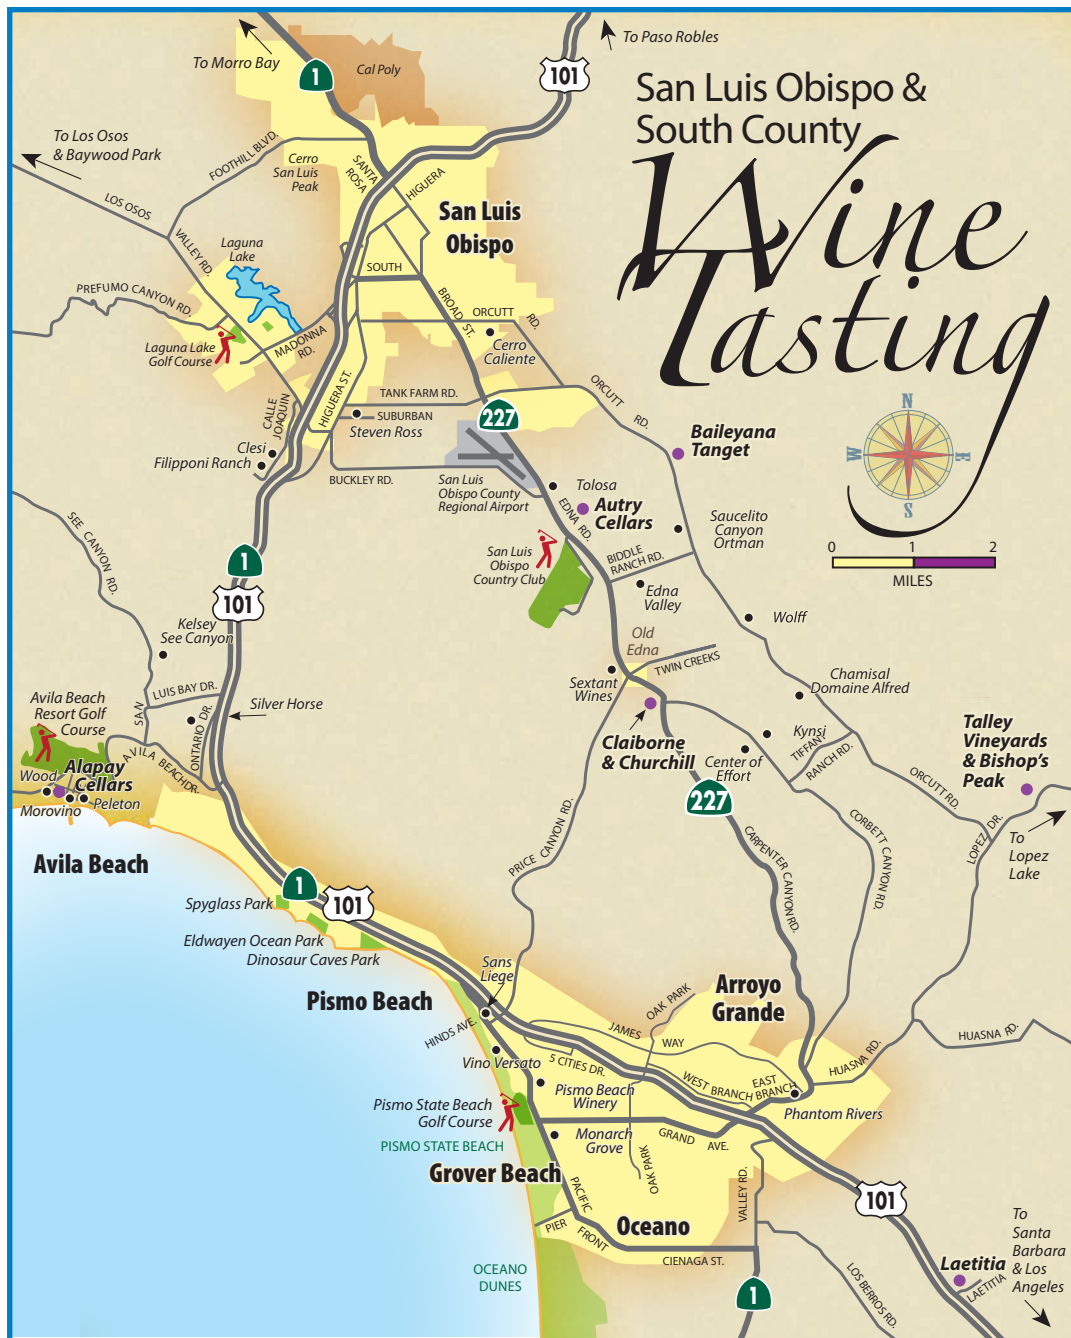 San Luis Obispo &
South County
Wine
Tasting
To Morro Bay
1
Cal Poly
101
To Paso Robles
To Los Osos
& Baywood Park
FOOTHILL BLVD.
Cerro
San Luis
Peak
SANTA
ROSA
HIGUERA
San Luis
Obispo
LOS OSOS
VALLEY RD.
Laguna
Lake
SOUTH
PREFUMO CANYON RD.
BROAD ST.
ORCUTT
RD.
Laguna Lake
Golf Course
MADONNA
RD.
Cerro
Caliente
HIGUERA ST.
TANK FARM RD.
ORCUTT
RD.
CALLE
JOAQUIN
SUBURBAN
Steven Ross
227
Baileyana
Tanget
N
W
E
S
Clesi
Filipponi Ranch
BUCKLEY RD.
San Luis
Obispo County
Regional Airport
Tolosa
EDNA RD.
Autry
Cellars
Saucelito
Canyon
Ortman
SEE CANYON RD.
San Luis
Obispo
Country Club
BIDDLE
RANCH RD.
0
1
2
MILES
1
101
Edna
Valley
Kelsey
See Canyon
Old
Edna
Wolff
TWIN CREEKS
Sextant
Wines
LUIS BAY DR.
SAN
Silver Horse
ONTARIO DR.
Chamisal
Domaine Alfred
Avila Beach
Resort Golf
Course
AVILA BEACH DR.
Claiborne
& Churchill
Kynsi
TIFFANY
RANCH RD.
Center of
Effort
Talley
Vineyards
& Bishop's
Peak
Wood
Alapay
Cellars
Morovino
Peleton
227
ORCUTT RD.
PRICE CANYON RD.
CARPENTER CANYON RD.
CORBETT CANYON RD.
LOPEZ DR.
To
Lopez
Lake
Avila Beach
1
101
Spyglass Park
Eldwayen Ocean Park
Dinosaur Caves Park
Sans
Liege
Pismo Beach
Arroyo
Grande
OAK PARK
HINDS AVE.
JAMES
WAY
HUASNA RD.
HUASNA RD.
Vino Versato
5 CITIES DR.
WEST BRANCH
EAST
BRANCH
Pismo Beach
Winery
Phantom Rivers
Pismo State Beach
Golf Course
Monarch
Grove
GRAND
AVE.
PISMO STATE BEACH
OAK PARK
Grover Beach
PACIFIC
VALLEY RD.
101
PIER
FRONT
Oceano
CIENAGA ST.
OCEANO
DUNES
1
LOS BERROS RD.
Laetitia
LAETITIA
To
Santa
Barbara
& Los
Angeles